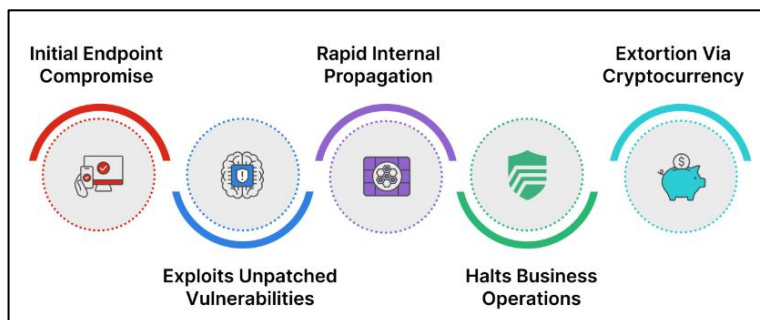 Initial Endpoint
Compromise
Exploits Unpatched
Vulnerabilities
Rapid Internal
Propagation
Halts Business
Operations
Extortion Via
Cryptocurrency
$